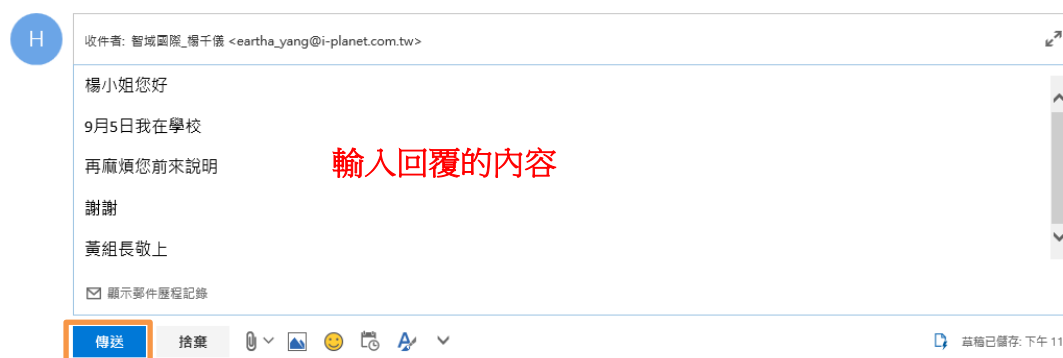 H
收件者: 智域國際_楊千儀 <eartha_yang@i-planet.com.tw>
楊小姐您好
9月5日我在學校
再麻煩您前來說明
輸入回覆的內容
謝謝
黃組長敬上
顯示郵件歷程記錄
傳送 捨棄 草稿已儲存: 下午 11